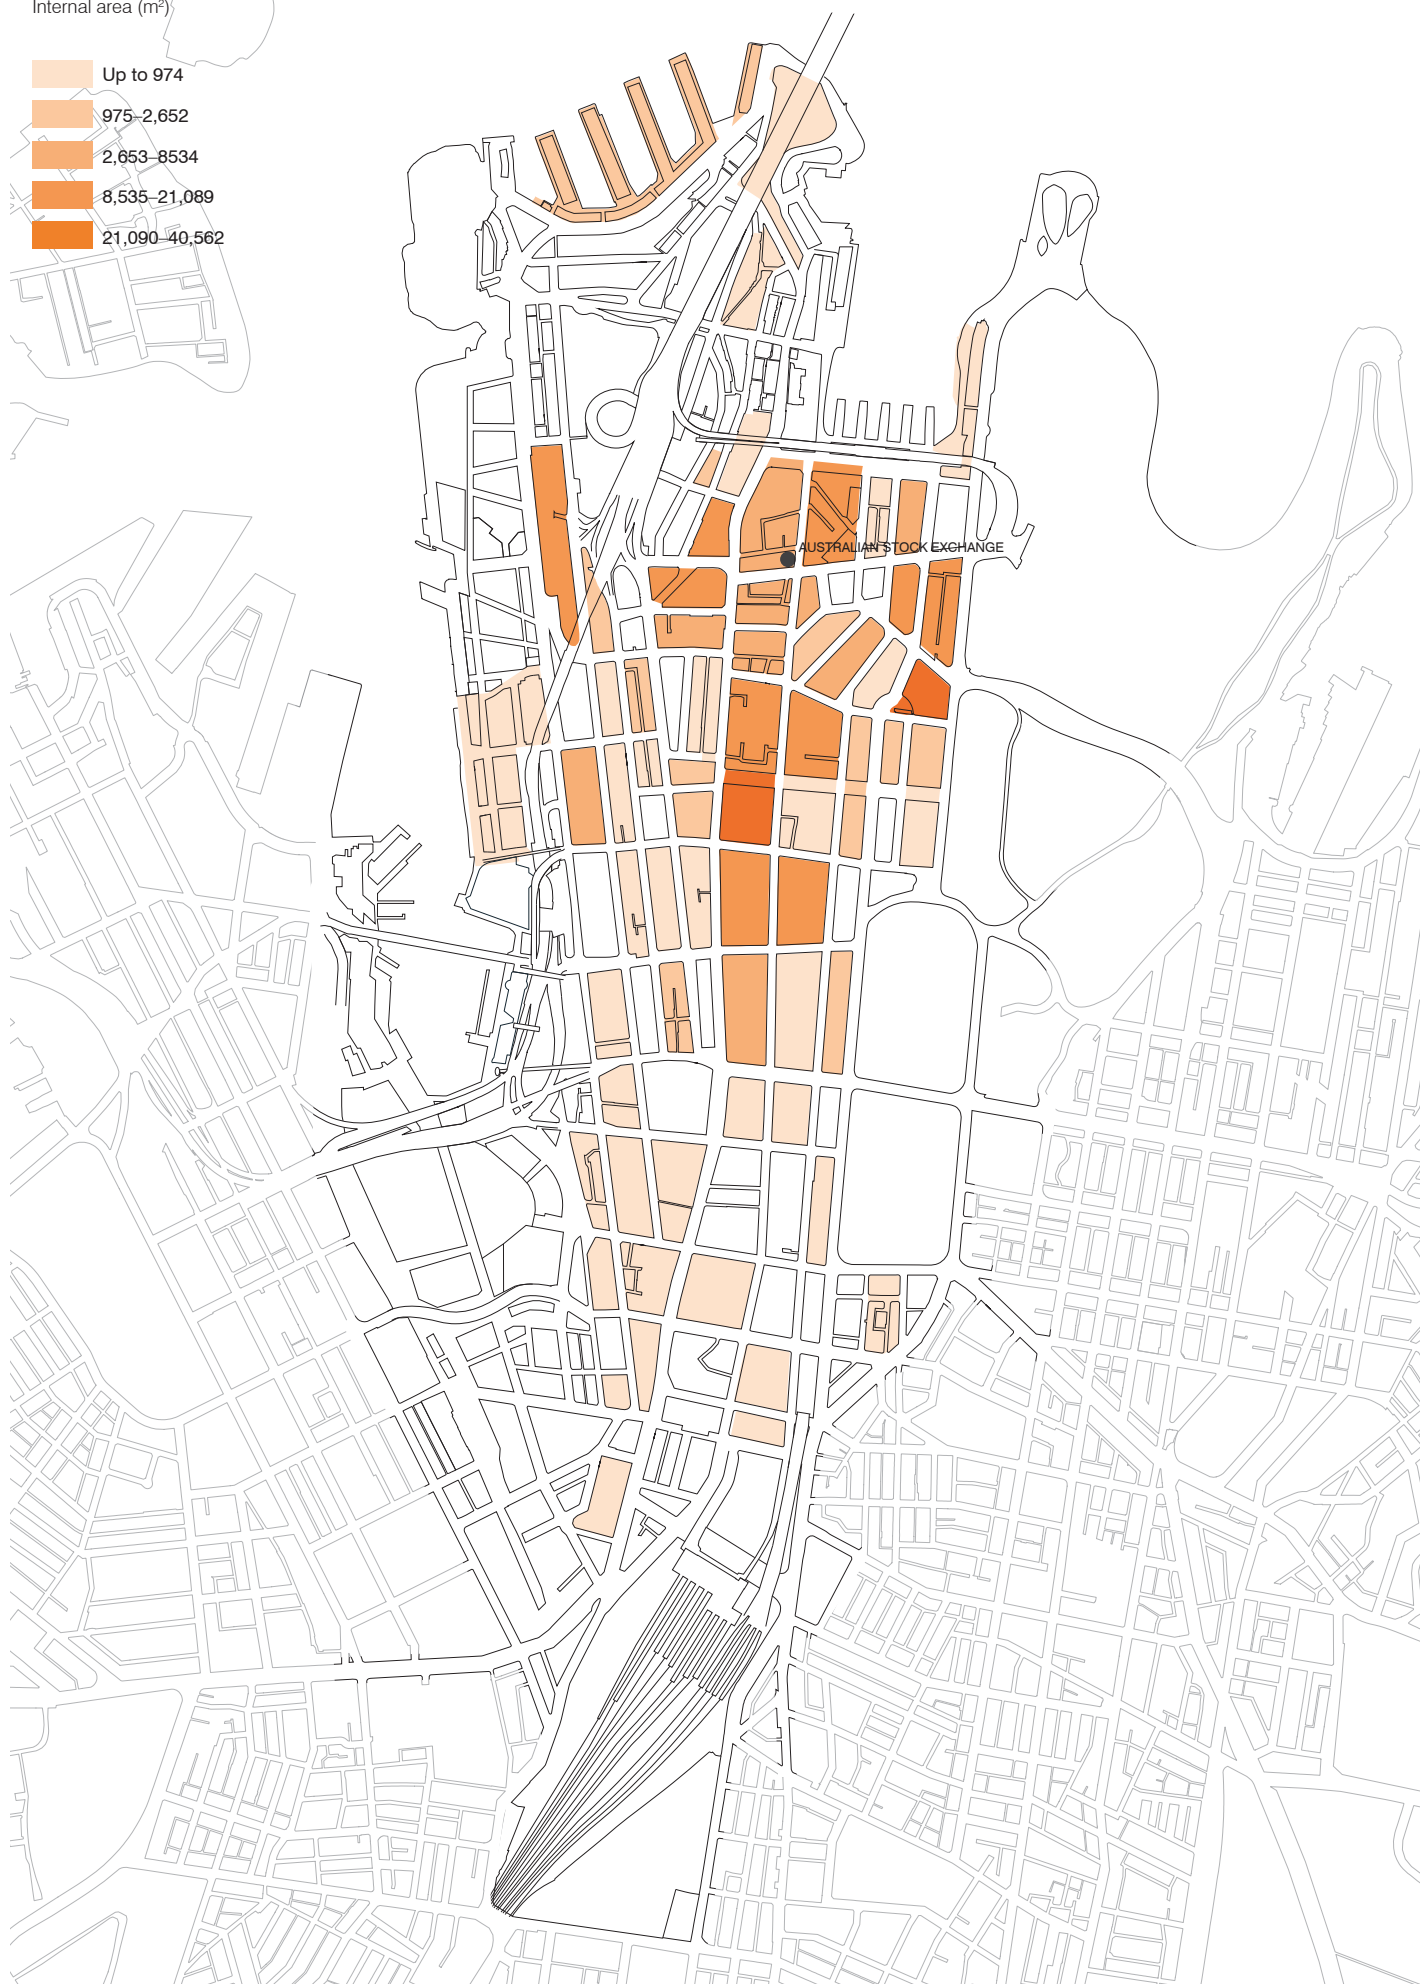 Internal area (m²)
Up to 974
975–2,652
2,653–8534
8,535–21,089
21,090–40,562
AUSTRALIAN STOCK EXCHANGE